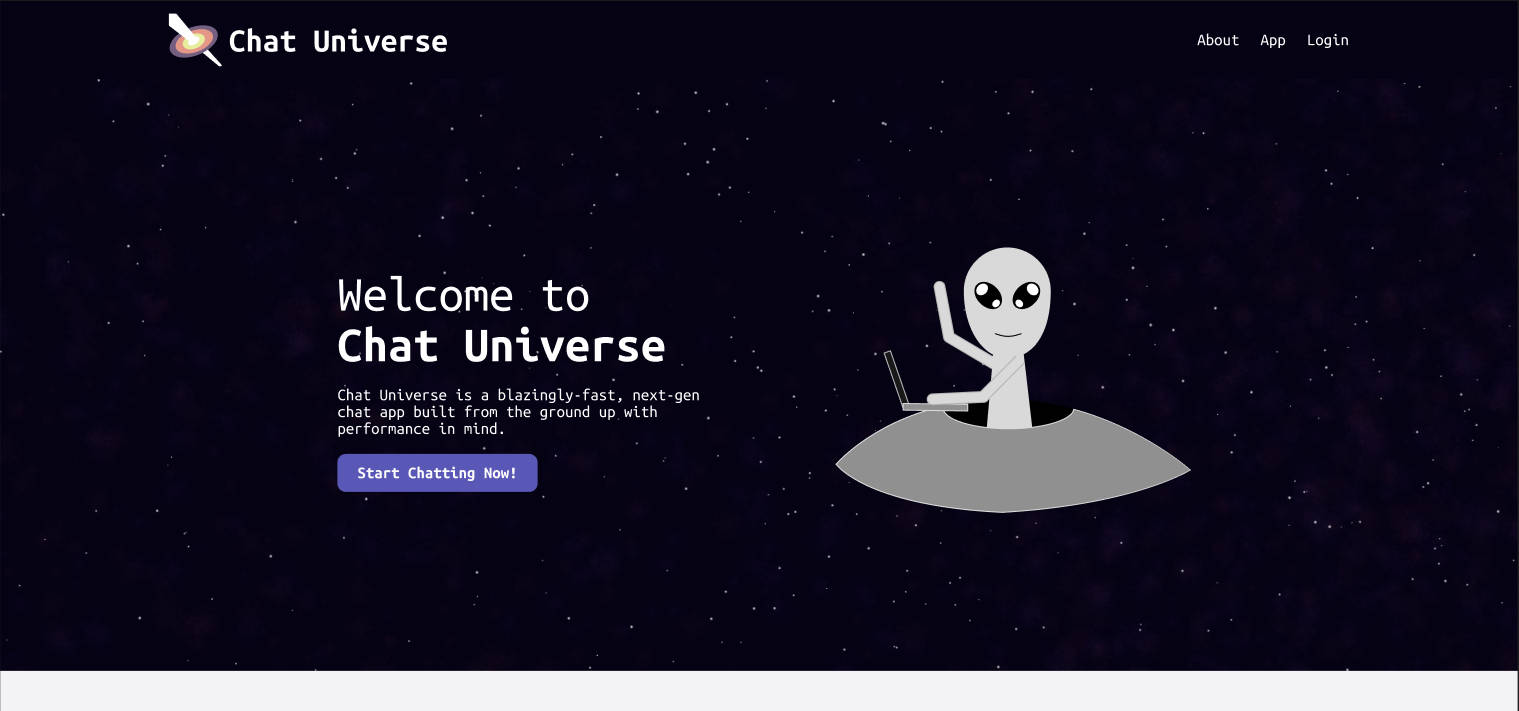 Chat Universe
About App Login
Welcome to
Chat Universe
Chat Universe is a blazingly-fast, next-gen
chat app built from the ground up with
performance in mind.
Start Chatting Now!